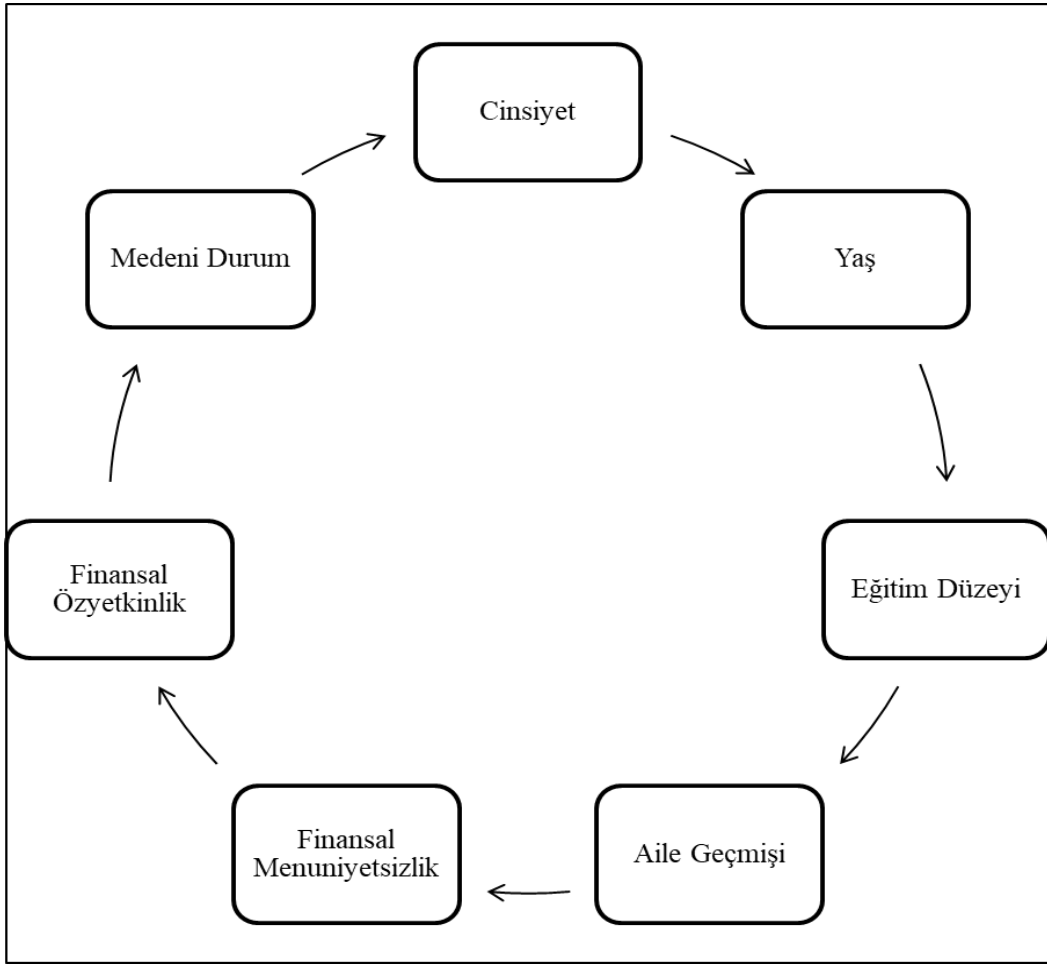 Cinsiyet
Yaş
Eğitim Düzeyi
Aile Geçmişi
Finansal
Menuniyetsizlik
Finansal
Özyetkinlik
Medeni Durum